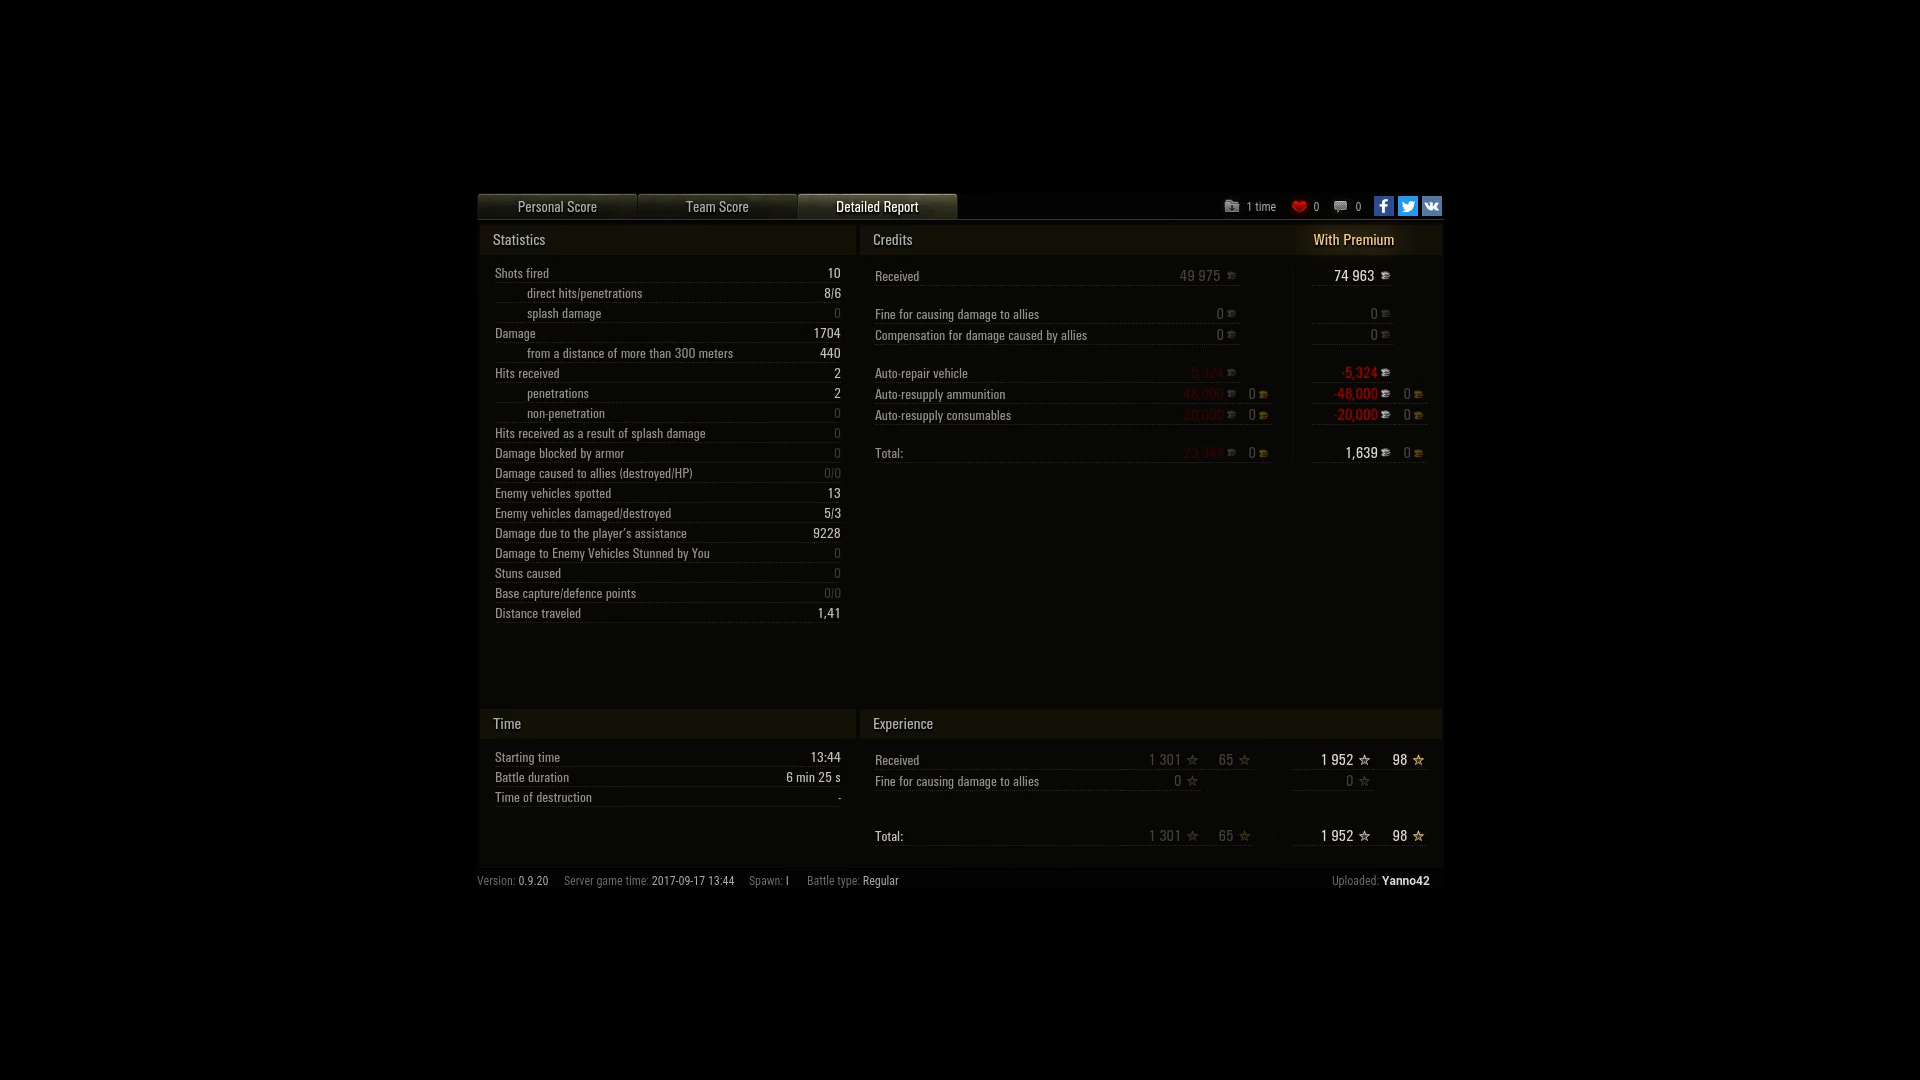 Personal Score Team Score Detailed Report 1 time 0 0
Statistics Credits With Premium
Shots fired 10
direct hits/penetrations 8/6
splash damage 0
Damage 1704
from a distance of more than 300 meters 440
Hits received 2
penetrations 2
non-penetration 0
Hits received as a result of splash damage 0
Damage blocked by armor 0
Damage caused to allies (destroyed/HP) 0/0
Enemy vehicles spotted 13
Enemy vehicles damaged/destroyed 5/3
Damage due to the player's assistance 9228
Damage to Enemy Vehicles Stunned by You 0
Stuns caused 0
Base capture/defence points 0/0
Distance traveled 1,41
Received 49 975 74 963
Fine for causing damage to allies 0 0
Compensation for damage caused by allies 0 0
Auto-repair vehicle -5,324 -5,324
Auto-resupply ammunition -48,000 0 -48,000 0
Auto-resupply consumables -20,000 0 -20,000 0
Total: 0 1,639 0
Time
Starting time 13:44
Battle duration 6 min 25 s
Time of destruction -
Experience
Received 1 301 65 1 952 98
Fine for causing damage to allies 0 0
Total: 1 301 65 1 952 98
Version: 0.9.20 Server game time: 2017-09-17 13:44 Spawn: I Battle type: Regular Uploaded: Yanno42